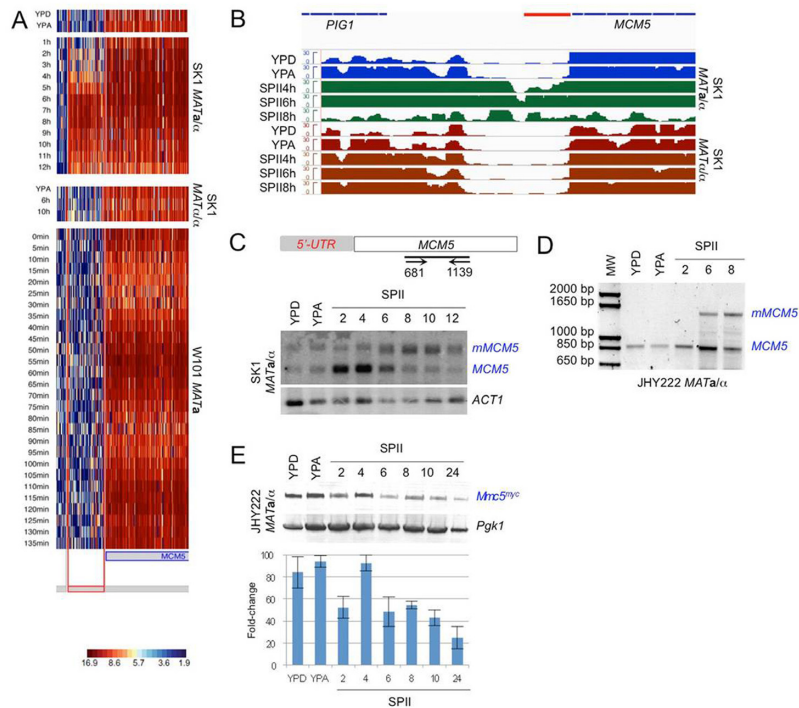 A
YPD
YPA
1h
2h
3h
4h
5h
6h
7h
8h
9h
10h
11h
12h
SK1
MATa/α
YPA
6h
10h
SK1
MATα/α
0min
5min
10min
15min
20min
25min
30min
35min
40min
45min
50min
55min
60min
65min
70min
75min
80min
85min
90min
95min
100min
105min
110min
115min
120min
125min
130min
135min
W101 MATa
MCM5
16.9 8.6 5.7 3.6 1.9
B
PIG1 MCM5
YPD
YPA
SPII4h
SPII6h
SPII8h
YPD
YPA
SPII4h
SPII6h
SPII8h
SK1
MATa/α
SK1
MATα/α
C
5'-UTR MCM5
681 1139
SPII
YPD YPA 2 4 6 8 10 12
SK1
MATa/α
mMCM5
MCM5
ACT1
D
SPII
MW YPD YPA 2 6 8
2000 bp
1650 bp
1000 bp
850 bp
650 bp
mMCM5
MCM5
JHY222 MATa/α
E
SPII
YPD YPA 2 4 6 8 10 24
JHY222
MATa/α
Mmc5myc
Pgk1
Fold-change
100
80
60
40
20
0
YPD YPA 2 4 6 8 10 24
SPII